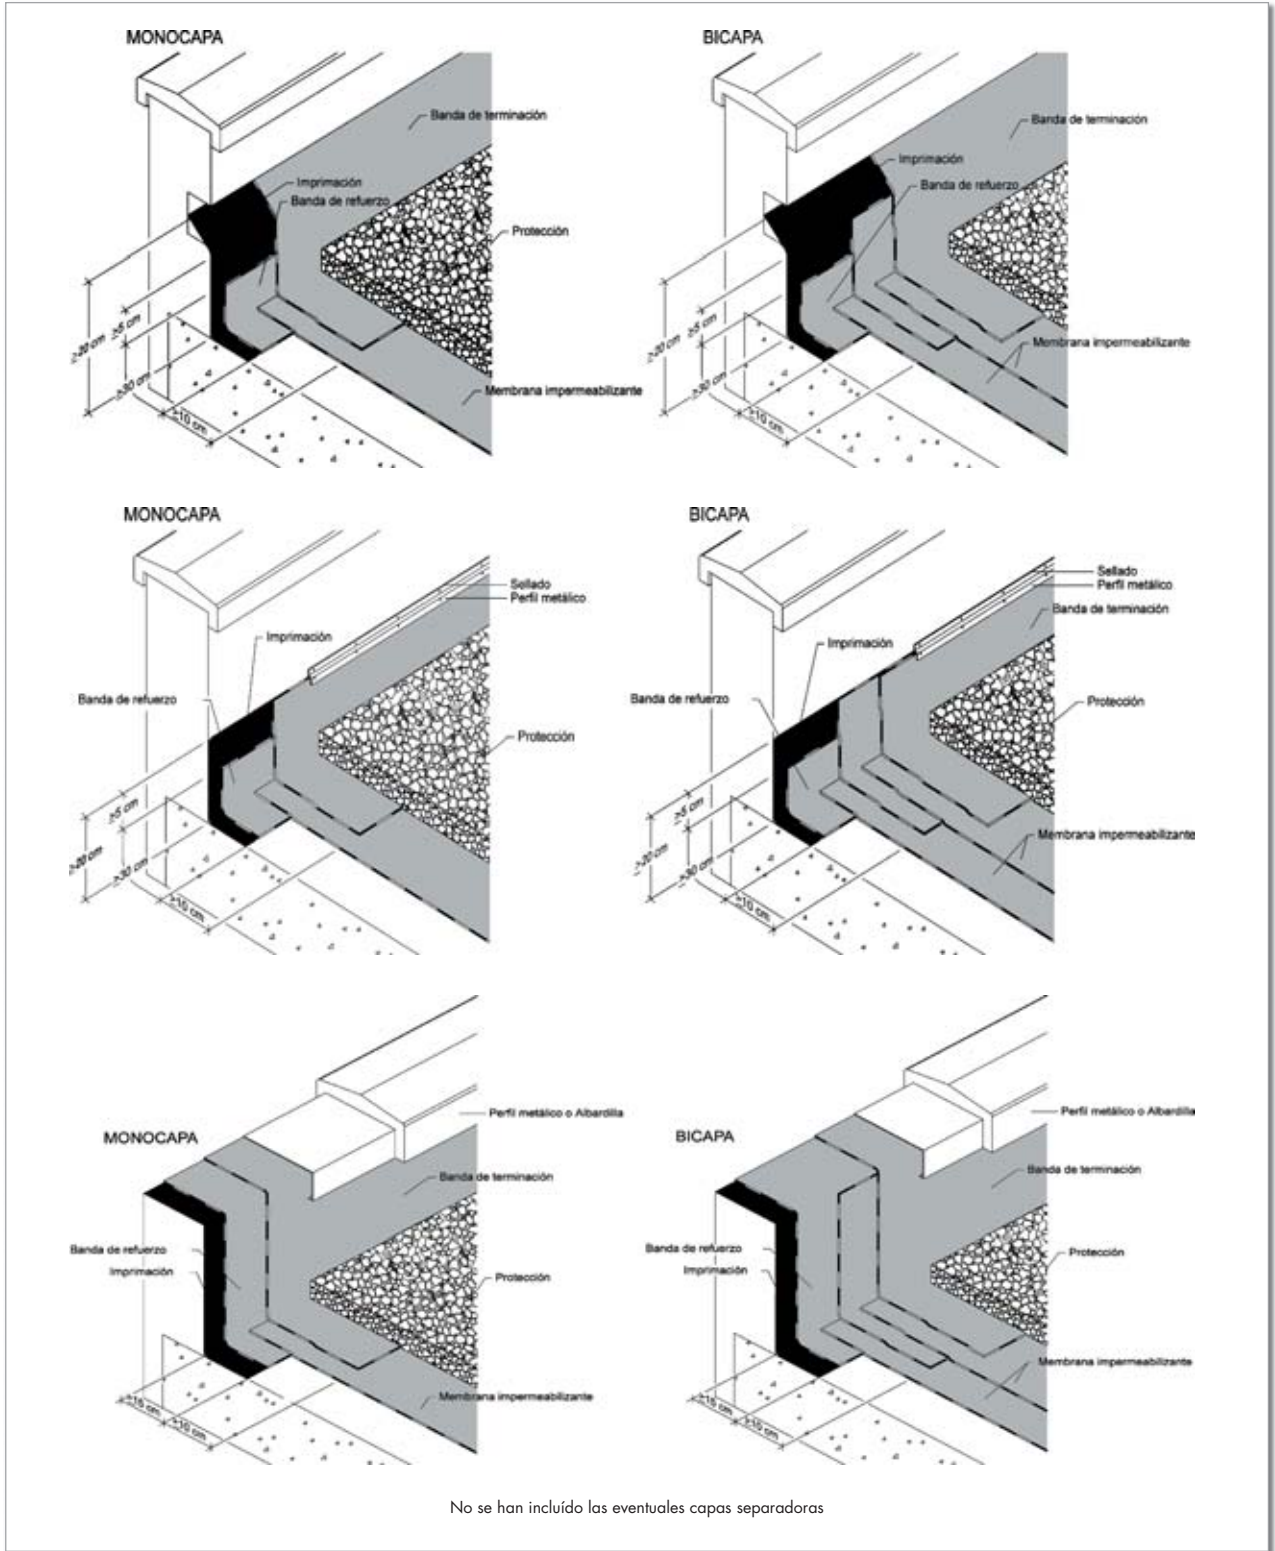 MONOCAPA
Banda de terminación
Imprimación
Banda de refuerzo
Protección
≥20 cm
≥5 cm
≥30 cm
≥10 cm
Membrana impermeabilizante
BICAPA
Banda de terminación
Imprimación
Banda de refuerzo
≥20 cm
≥5 cm
≥30 cm
≥10 cm
Membrana impermeabilizante
MONOCAPA
Sellado
Perfil metálico
Imprimación
Banda de refuerzo
Protección
≥5 cm
≥20 cm
≥30 cm
≥10 cm
BICAPA
Sellado
Perfil metálico
Banda de terminación
Imprimación
Banda de refuerzo
Protección
≥5 cm
≥20 cm
≥30 cm
≥10 cm
Membrana impermeabilizante
Perfil metálico o Albardilla
MONOCAPA
Banda de terminación
Banda de refuerzo
Imprimación
Protección
Membrana impermeabilizante
≥15 cm
≥10 cm
Perfil metálico o Albardilla
BICAPA
Banda de terminación
Banda de refuerzo
Imprimación
Protección
Membrana impermeabilizante
≥15 cm
≥10 cm
No se han incluído las eventuales capas separadoras